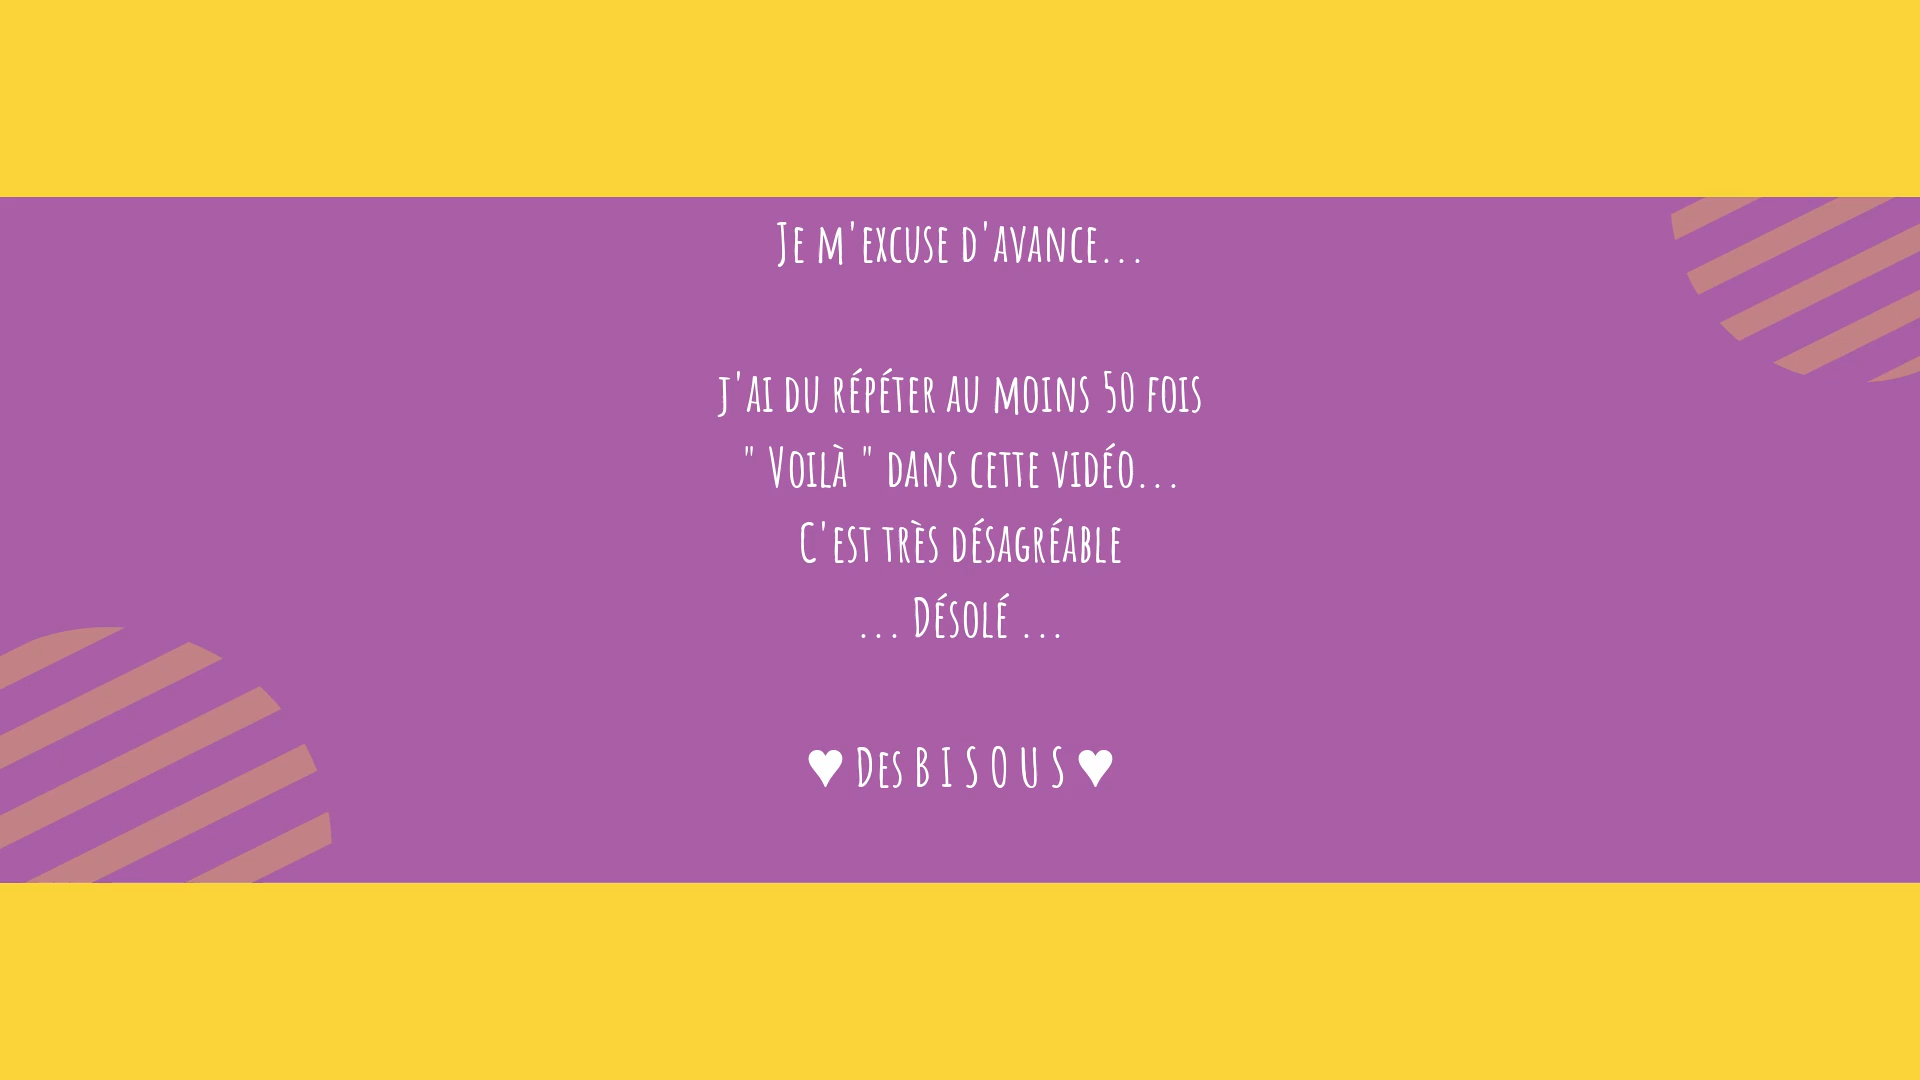 Je m'excuse d'avance...
j'ai du répéter au moins 50 fois
" Voilà " dans cette vidéo...
C'est très désagréable
... Désolé ...
♥ Des B I S O U S ♥